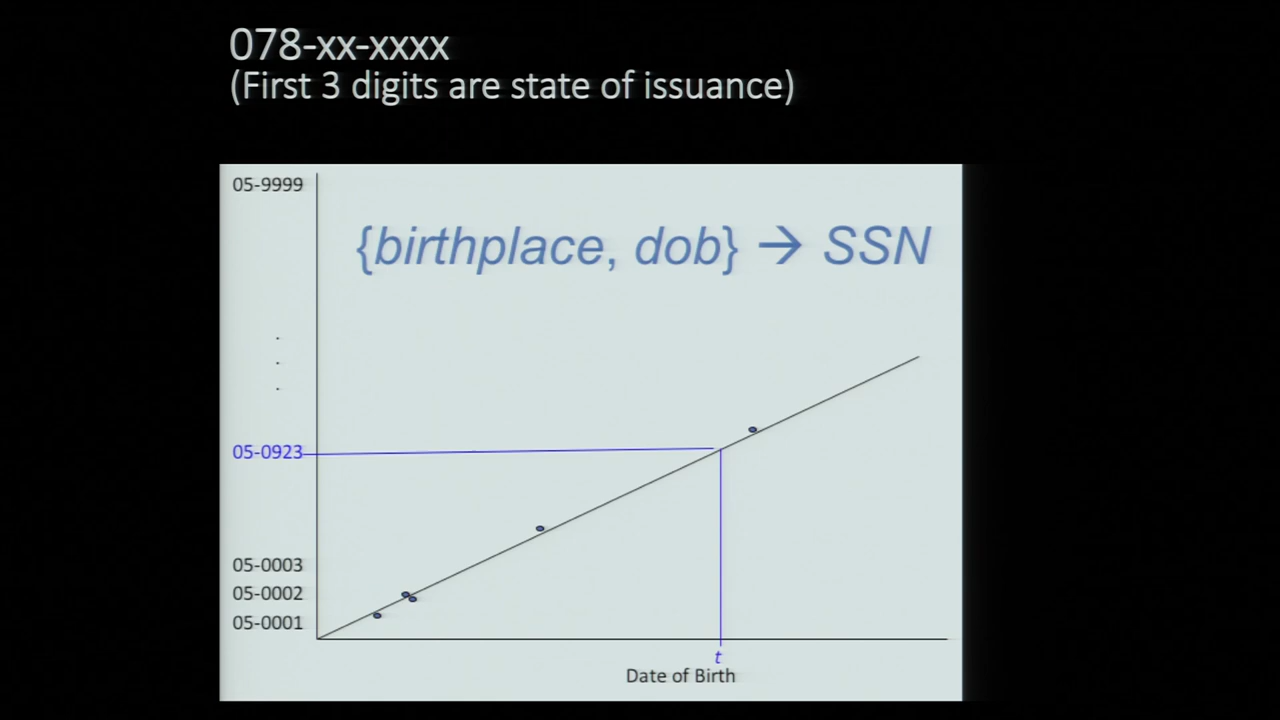 078-xx-xxxx
(First 3 digits are state of issuance)
05-9999
{birthplace, dob} → SSN
.
.
.
05-0923
05-0003
05-0002
05-0001
t
Date of Birth